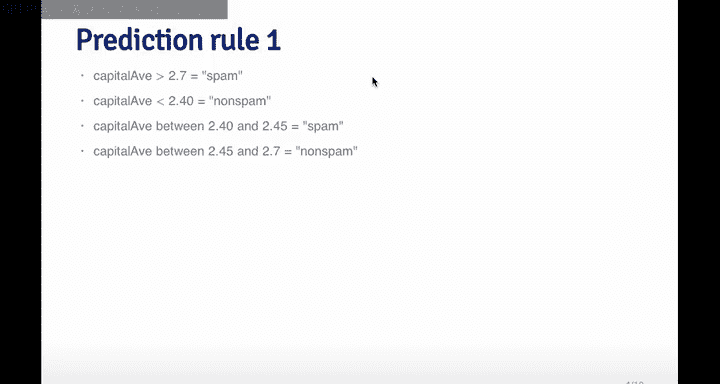 Prediction rule 1
· capitalAve > 2.7 = "spam"
· capitalAve < 2.40 = "nonspam"
· capitalAve between 2.40 and 2.45 = "spam"
· capitalAve between 2.45 and 2.7 = "nonspam"